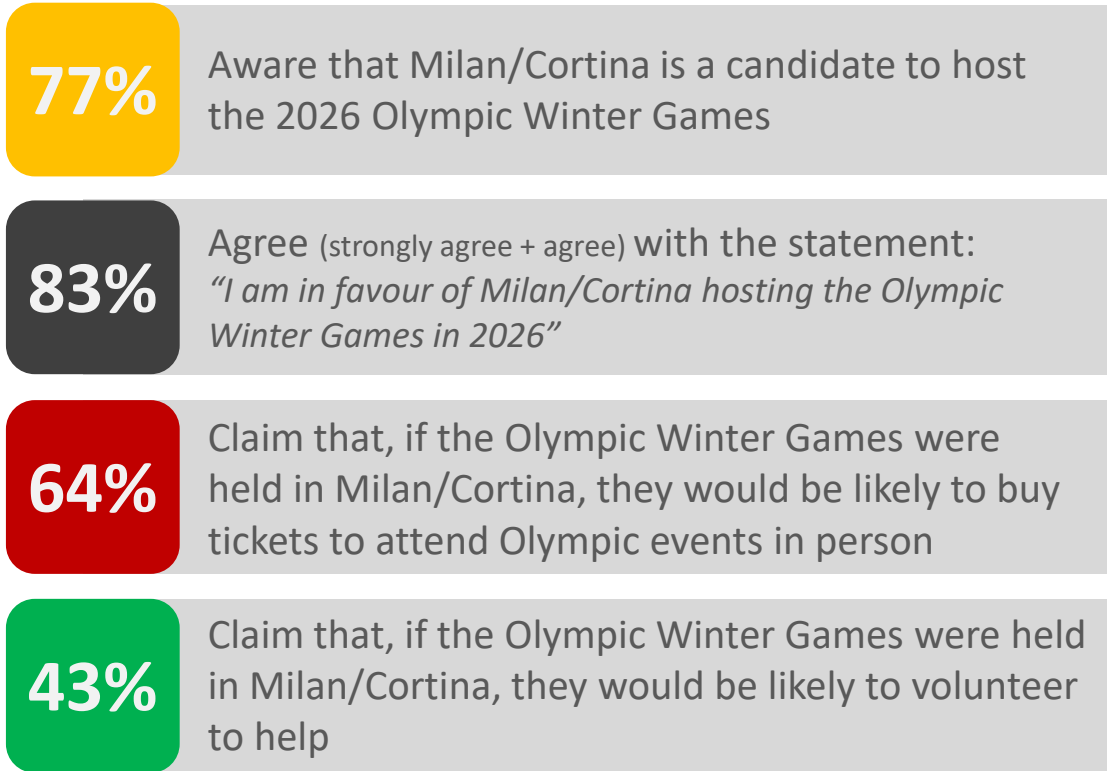 77%
Aware that Milan/Cortina is a candidate to host
the 2026 Olympic Winter Games
83%
Agree (strongly agree + agree) with the statement:
“I am in favour of Milan/Cortina hosting the Olympic
Winter Games in 2026”
64%
Claim that, if the Olympic Winter Games were
held in Milan/Cortina, they would be likely to buy
tickets to attend Olympic events in person
43%
Claim that, if the Olympic Winter Games were held
in Milan/Cortina, they would be likely to volunteer
to help